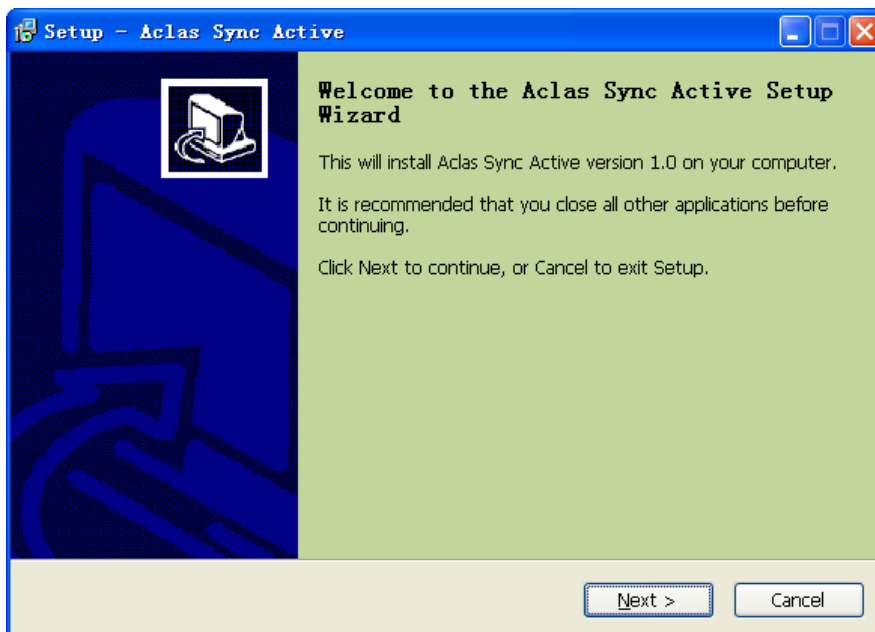 Setup - Aclas Sync Active
Welcome to the Aclas Sync Active Setup
Wizard
This will install Aclas Sync Active version 1.0 on your computer.
It is recommended that you close all other applications before
continuing.
Click Next to continue, or Cancel to exit Setup.
Next >
Cancel